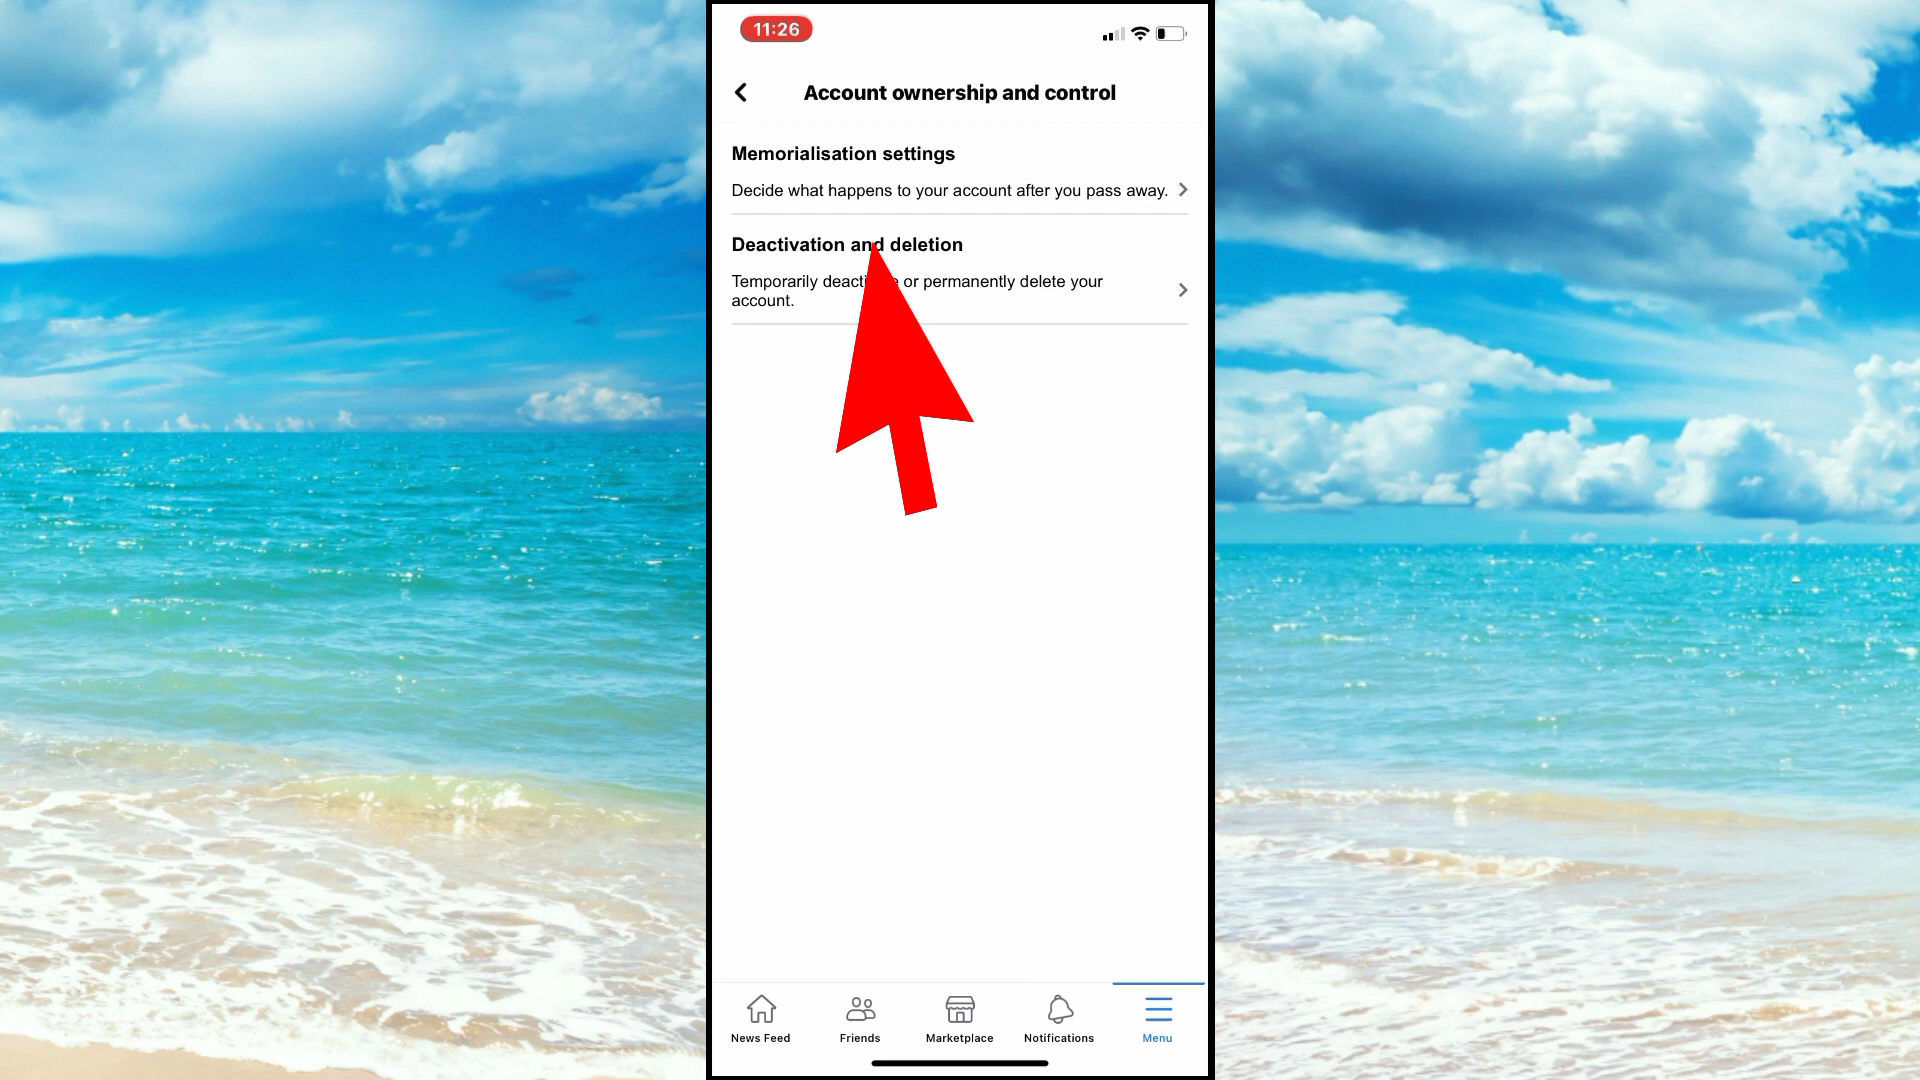 11:26
Account ownership and control
Memorialisation settings
Decide what happens to your account after you pass away.
Deactivation and deletion
Temporarily or permanently delete your
account.
News Feed
Friends
Marketplace
Notifications
Menu